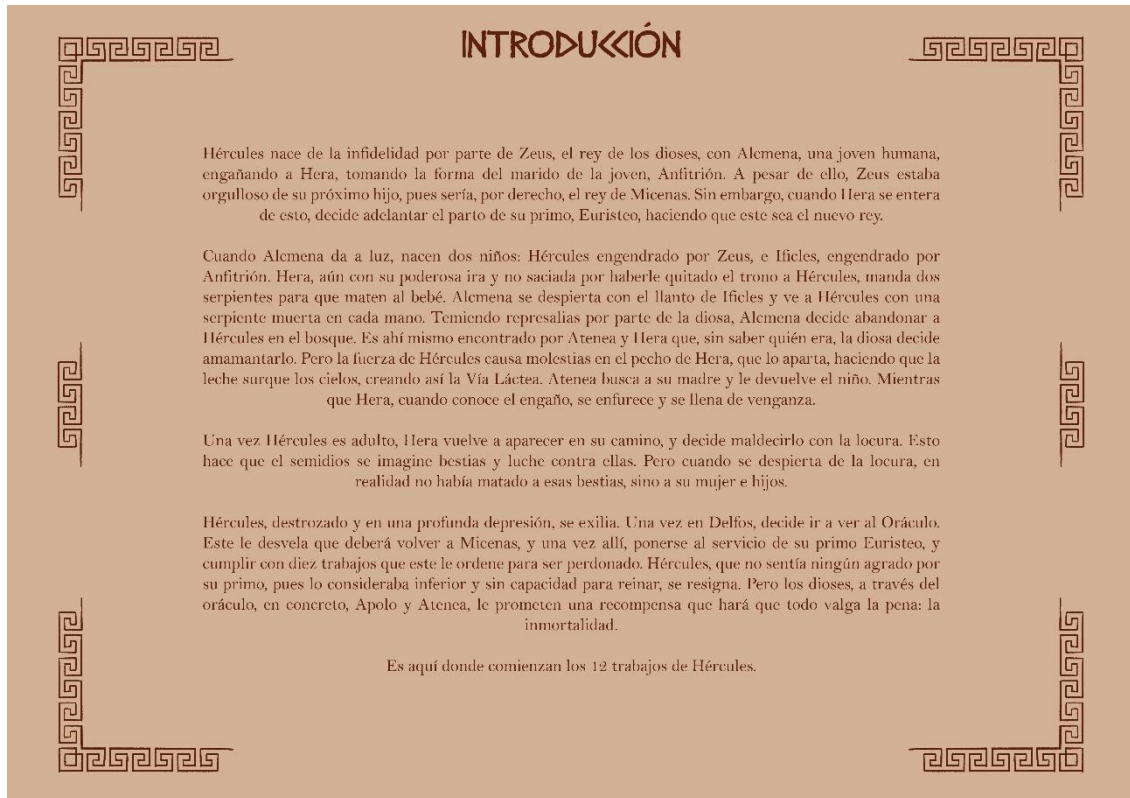 INTRODUCCIÓN
Hércules nace de la infidelidad por parte de Zeus, el rey de los dioses, con Alcmena, una joven humana,
engañando a Hera, tomando la forma del marido de la joven, Anfitrión. A pesar de ello, Zeus estaba
orgulloso de su próximo hijo, pues sería, por derecho, el rey de Micenas. Sin embargo, cuando Hera se entera
de esto, decide adelantar el parto de su primo, Euristeo, haciendo que este sea el nuevo rey.
Cuando Alcmena da a luz, nacen dos niños: Hércules engendrado por Zeus, e Ificles, engendrado por
Anfitrión. Hera, aún con su poderosa ira y no saciada por haberle quitado el trono a Hércules, manda dos
serpientes para que maten al bebé. Alcmena se despierta con el llanto de Ificles y ve a Hércules con una
serpiente muerta en cada mano. Temiendo represalias por parte de la diosa, Alcmena decide abandonar a
Hércules en el bosque. Es ahí mismo encontrado por Atenea y Hera que, sin saber quién era, la diosa decide
amamantarlo. Pero la fuerza de Hércules causa molestias en el pecho de Hera, que lo aparta, haciendo que la
leche surque los cielos, creando así la Vía Láctea. Atenea busca a su madre y le devuelve el niño. Mientras
que Hera, cuando conoce el engaño, se enfurece y se llena de venganza.
Una vez Hércules es adulto, Hera vuelve a aparecer en su camino, y decide maldecirlo con la locura. Esto
hace que el semidios se imagine bestias y luche contra ellas. Pero cuando se despierta de la locura, en
realidad no había matado a esas bestias, sino a su mujer e hijos.
Hércules, destrozado y en una profunda depresión, se exilia. Una vez en Delfos, decide ir a ver al Oráculo.
Este le desvela que deberá volver a Micenas, y una vez allí, ponerse al servicio de su primo Euristeo, y
cumplir con diez trabajos que este le ordene para ser perdonado. Hércules, que no sentía ningún agrado por
su primo, pues lo consideraba inferior y sin capacidad para reinar, se resigna. Pero los dioses, a través del
oráculo, en concreto, Apolo y Atenea, le prometen una recompensa que hará que todo valga la pena: la
inmortalidad.
Es aquí donde comienzan los 12 trabajos de Hércules.